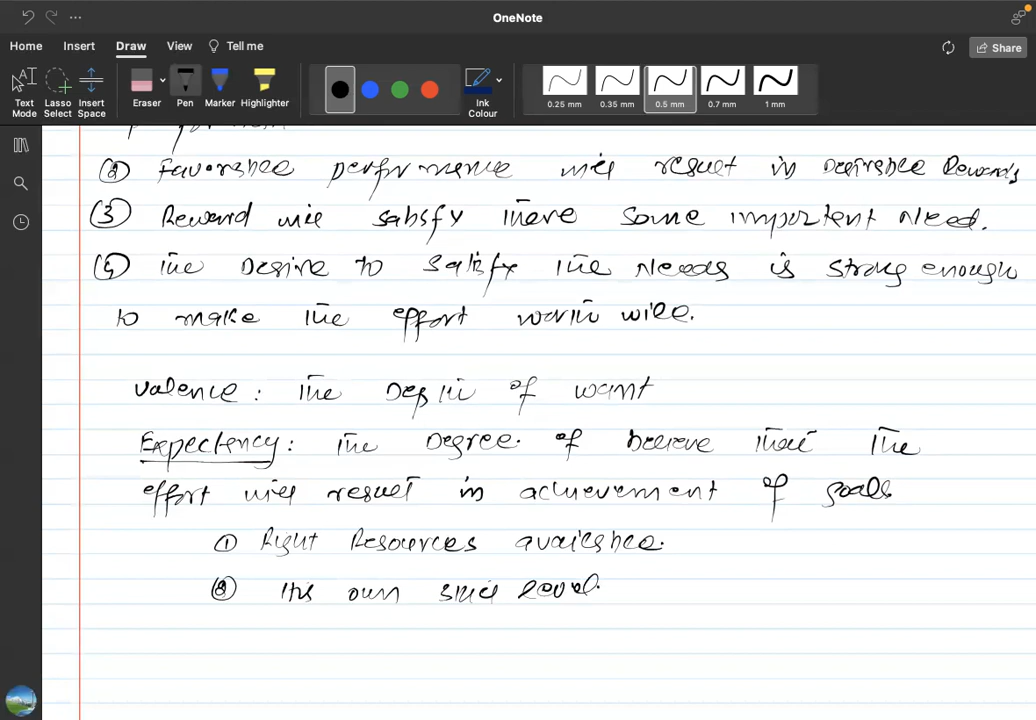 OneNote
Home Insert Draw View Tell me Share
Text Mode Lasso Select Insert Space Eraser Pen Marker Highlighter Ink Colour 0.25 mm 0.35 mm 0.5 mm 0.7 mm 1 mm
② Favorable performance will result in Desirable Rewards
③ Reward will satisfy there some important Need.
④ The Desire to satisfy the Needs is strong enough
to make the effort worth wile.
Valence: The Degree of want
Expectency: The Degree. of believe that the
effort will result in achievement of goals
① Right Resources available.
② His own skill level.